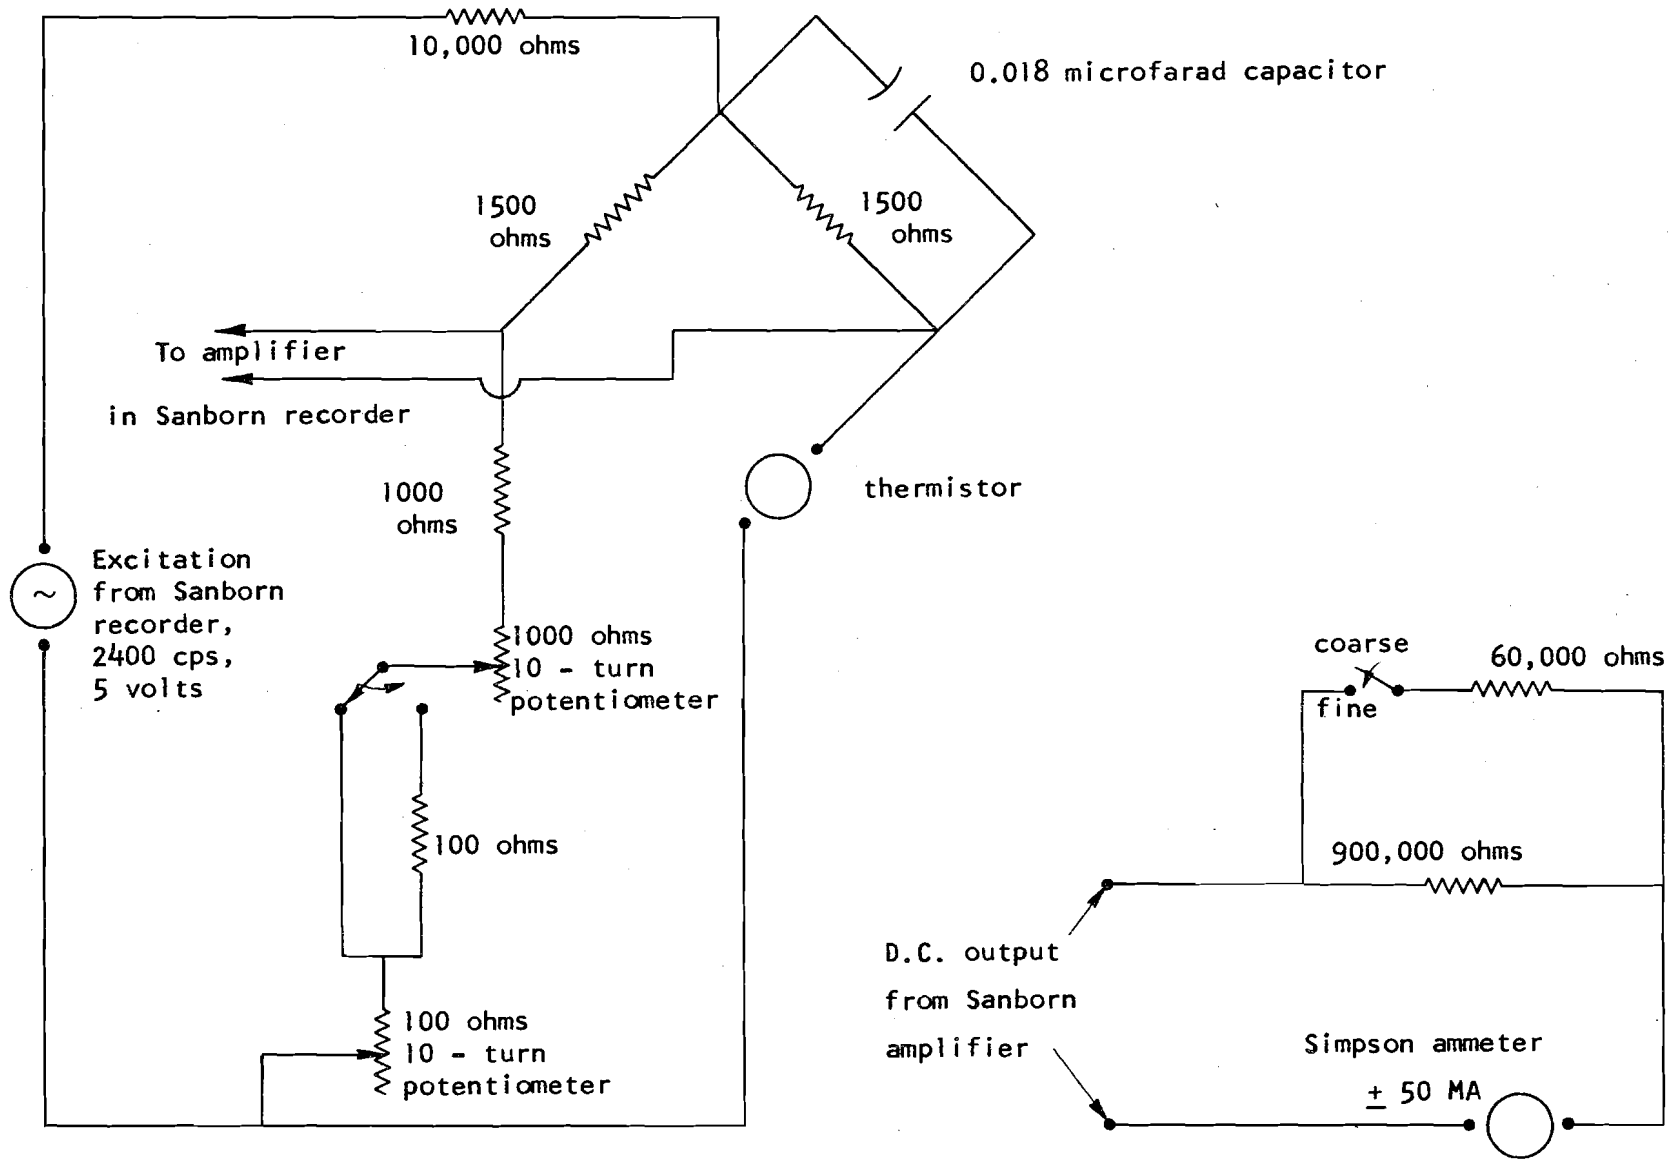 10,000 ohms
0.018 microfarad capacitor
1500
ohms
1500
ohms
To amplifier
in Sanborn recorder
1000
ohms
thermistor
Excitation
from Sanborn
recorder,
2400 cps,
5 volts
~
1000 ohms
10 - turn
potentiometer
100 ohms
100 ohms
10 - turn
potentiometer
coarse
fine
60,000 ohms
900,000 ohms
D.C. output
from Sanborn
amplifier
Simpson ammeter
± 50 MA